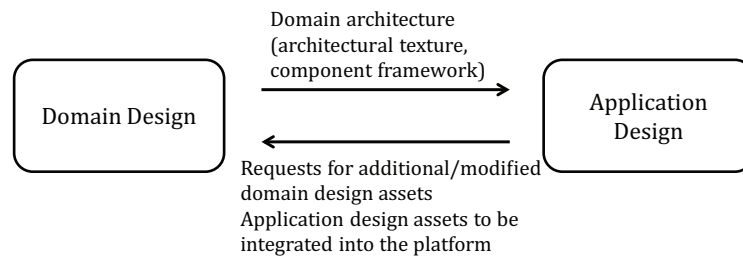 Domain architecture
(architectural texture,
component framework)
Domain Design
Application
Design
Requests for additional/modified
domain design assets
Application design assets to be
integrated into the platform